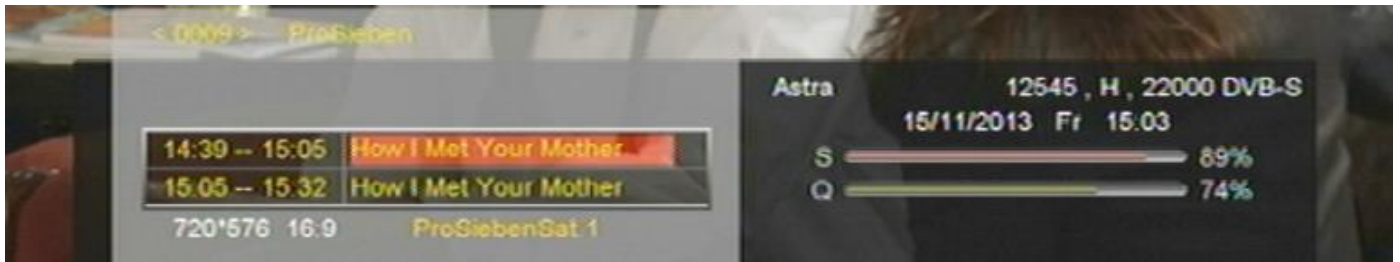 < 0009 > ProSieben
Astra 12545 , H , 22000 DVB-S
15/11/2013 Fr 15:03
14:39 -- 15:05 How I Met Your Mother
S 89%
15:05 -- 15:32 How I Met Your Mother
Q 74%
720*576 16:9 ProSiebenSat.1